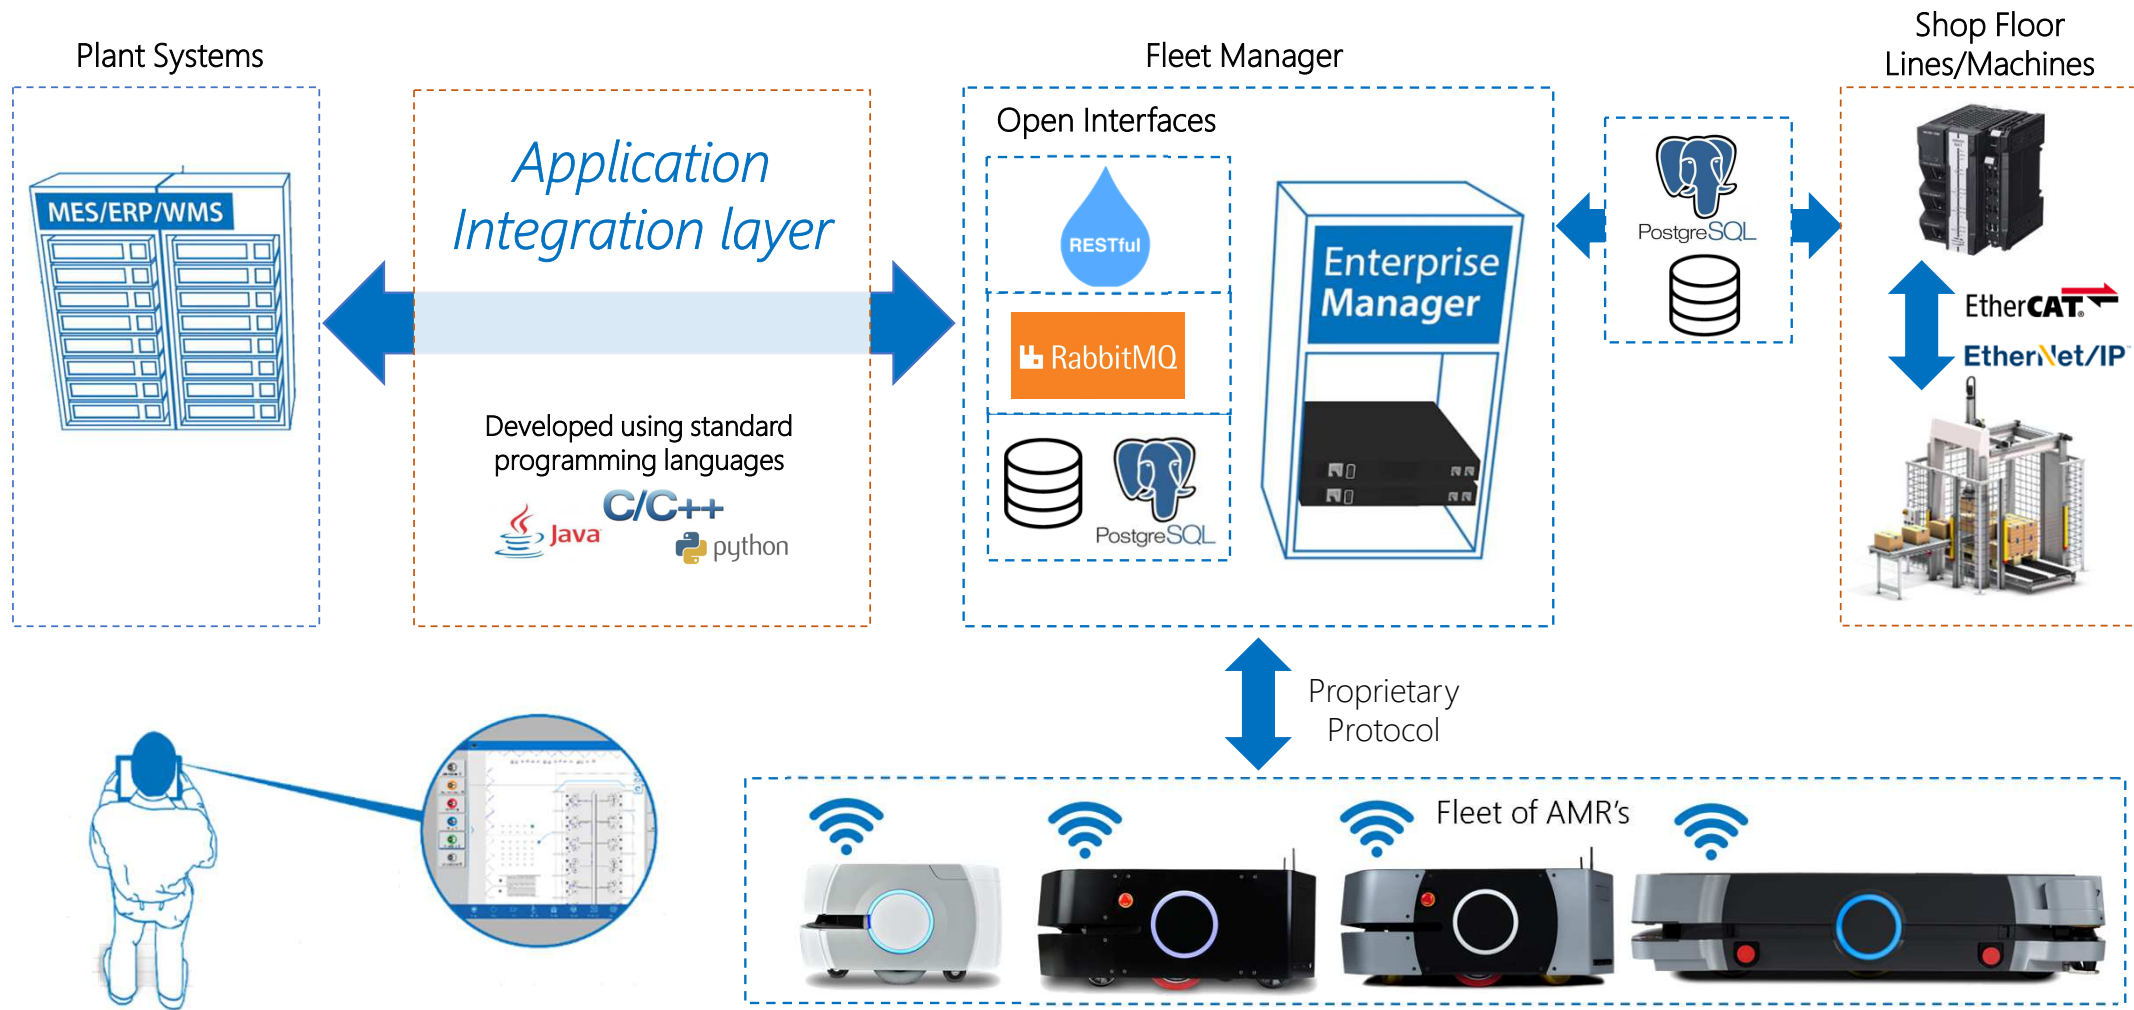 Plant Systems
MES/ERP/WMS
Application
Integration layer
Developed using standard
programming languages
Java
C/C++
python
Fleet Manager
Open Interfaces
RESTful
RabbitMQ
PostgreSQL
Enterprise
Manager
PostgreSQL
Shop Floor
Lines/Machines
EtherCAT®
EtherNet/IP™
Proprietary
Protocol
Fleet of AMR's